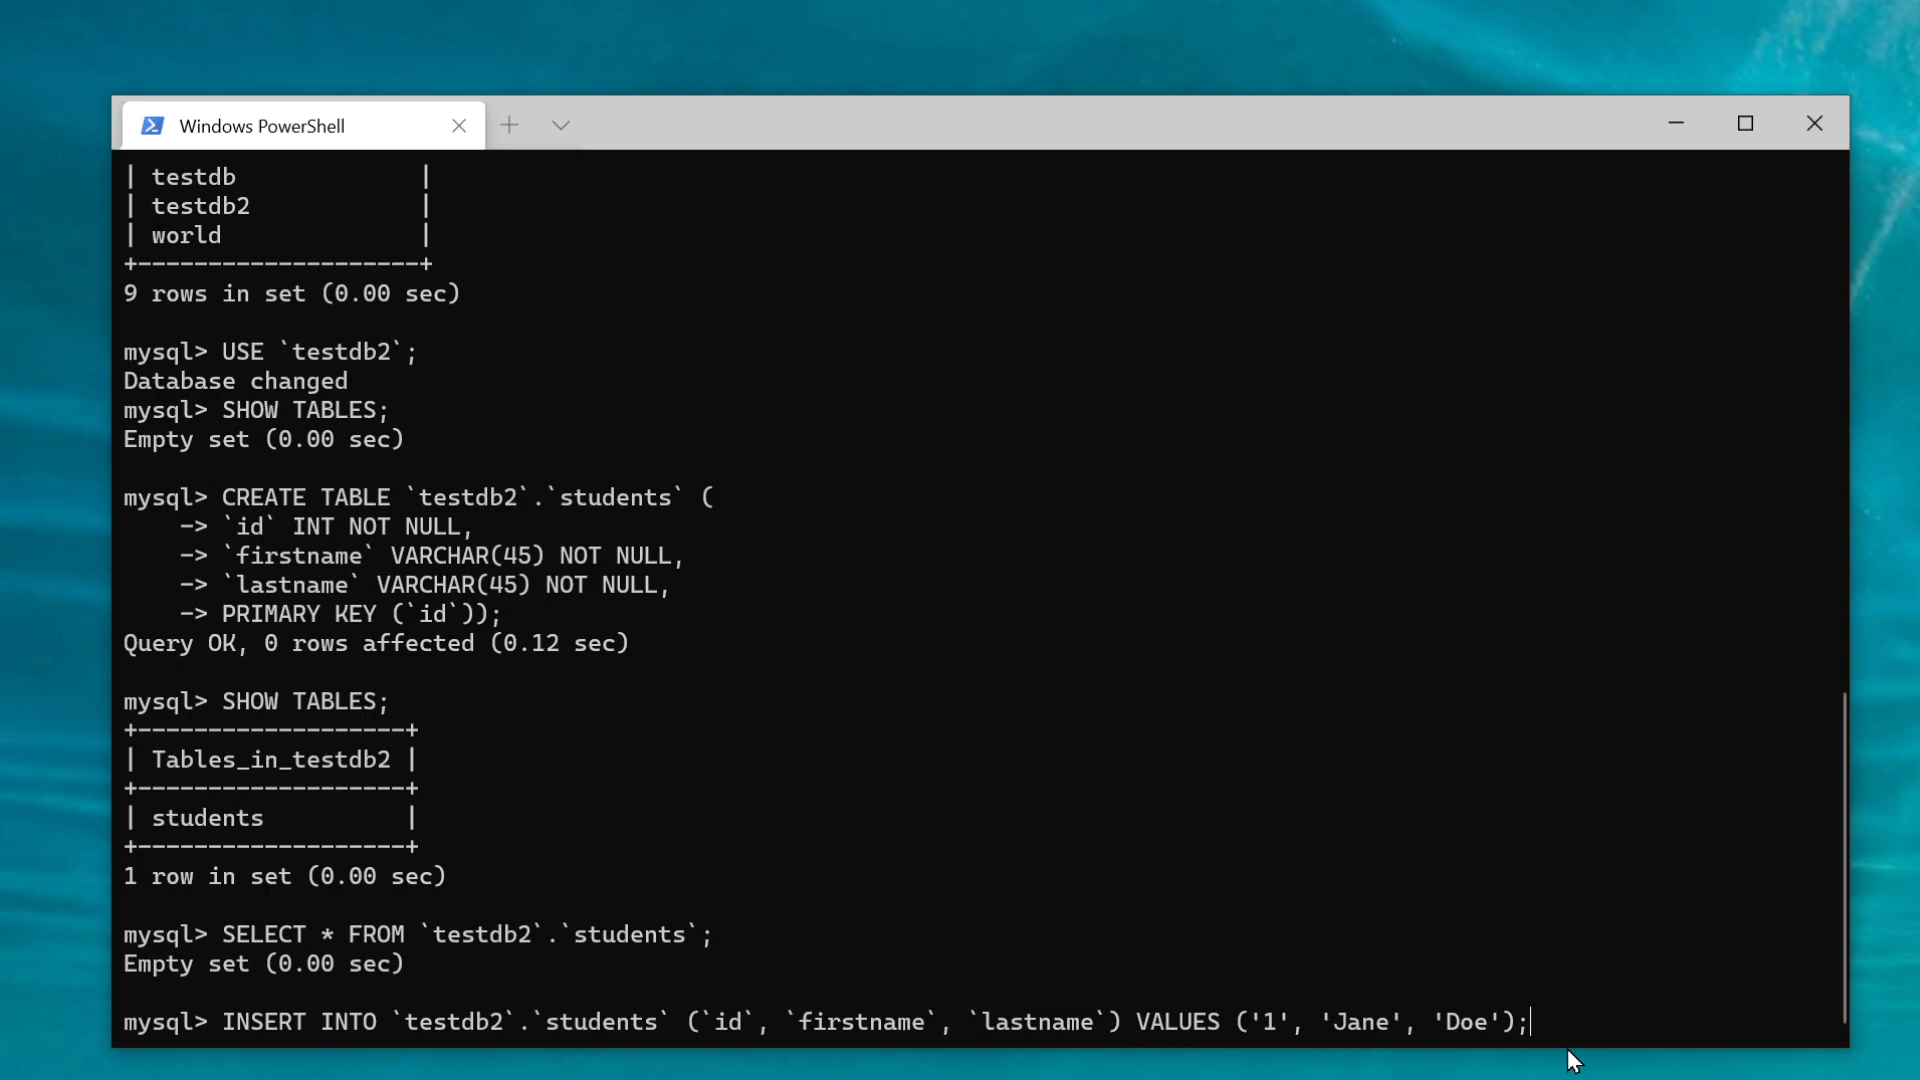 Windows PowerShell
| testdb             |
| testdb2            |
| world              |
+--------------------+
9 rows in set (0.00 sec)
mysql> USE `testdb2`;
Database changed
mysql> SHOW TABLES;
Empty set (0.00 sec)
mysql> CREATE TABLE `testdb2`.`students` (
    -> `id` INT NOT NULL,
    -> `firstname` VARCHAR(45) NOT NULL,
    -> `lastname` VARCHAR(45) NOT NULL,
    -> PRIMARY KEY (`id`));
Query OK, 0 rows affected (0.12 sec)
mysql> SHOW TABLES;
+-------------------+
| Tables_in_testdb2 |
+-------------------+
| students          |
+-------------------+
1 row in set (0.00 sec)
mysql> SELECT * FROM `testdb2`.`students`;
Empty set (0.00 sec)
mysql> INSERT INTO `testdb2`.`students` (`id`, `firstname`, `lastname`) VALUES ('1', 'Jane', 'Doe');